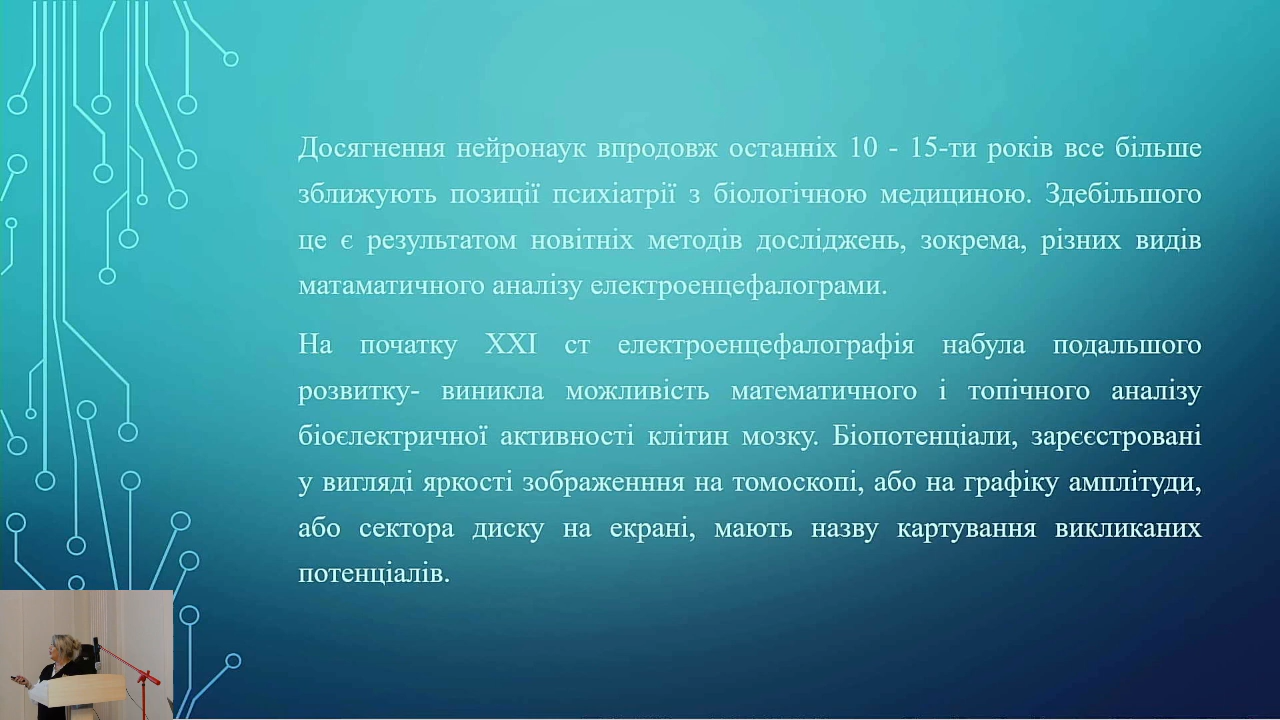 Досягнення нейронаук впродовж останніх 10 - 15-ти років все більше
зближують позиції психіатрії з біологічною медициною. Здебільшого
це є результатом новітніх методів досліджень, зокрема, різних видів
матаматичного аналізу електроенцефалограми.
На початку XXI ст електроенцефалографія набула подальшого
розвитку- виникла можливість математичного і топічного аналізу
біоєлектричної активності клітин мозку. Біопотенціали, зарєєстровані
у вигляді яркості зображенння на томоскопі, або на графіку амплітуди,
або сектора диску на екрані, мають назву картування викликаних
потенціалів.